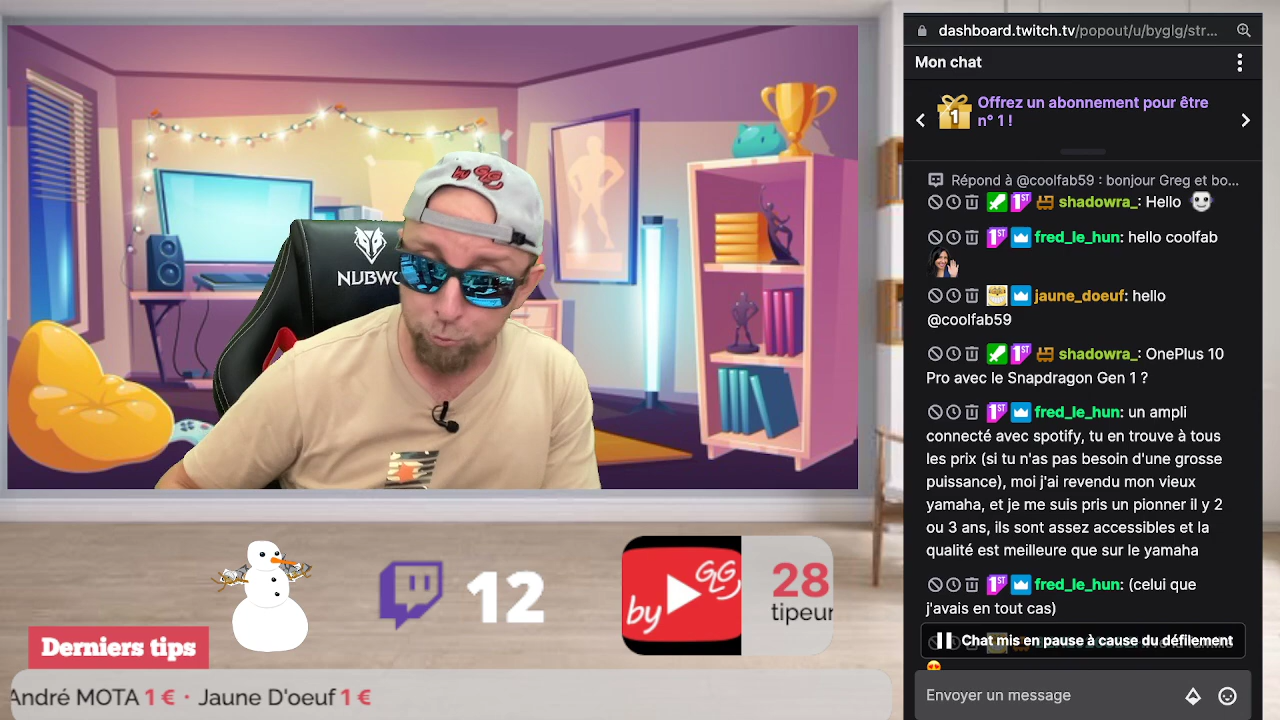 by GG
NUBWO
12
by GG
28
tipeur
Derniers tips
André MOTA 1 € · Jaune D'oeuf 1 €
dashboard.twitch.tv/popout/u/byglg/str...
Mon chat
1
Offrez un abonnement pour être
n° 1 !
Répond à @coolfab59 : bonjour Greg et bo...
1ST shadowra_: Hello
1ST fred_le_hun: hello coolfab
jaune_doeuf: hello
@coolfab59
1ST shadowra_: OnePlus 10
Pro avec le Snapdragon Gen 1 ?
1ST fred_le_hun: un ampli
connecté avec spotify, tu en trouve à tous
les prix (si tu n'as pas besoin d'une grosse
puissance), moi j'ai revendu mon vieux
yamaha, et je me suis pris un pionner il y 2
ou 3 ans, ils sont assez accessibles et la
qualité est meilleure que sur le yamaha
1ST fred_le_hun: (celui que
j'avais en tout cas)
Chat mis en pause à cause du défilement
Envoyer un message